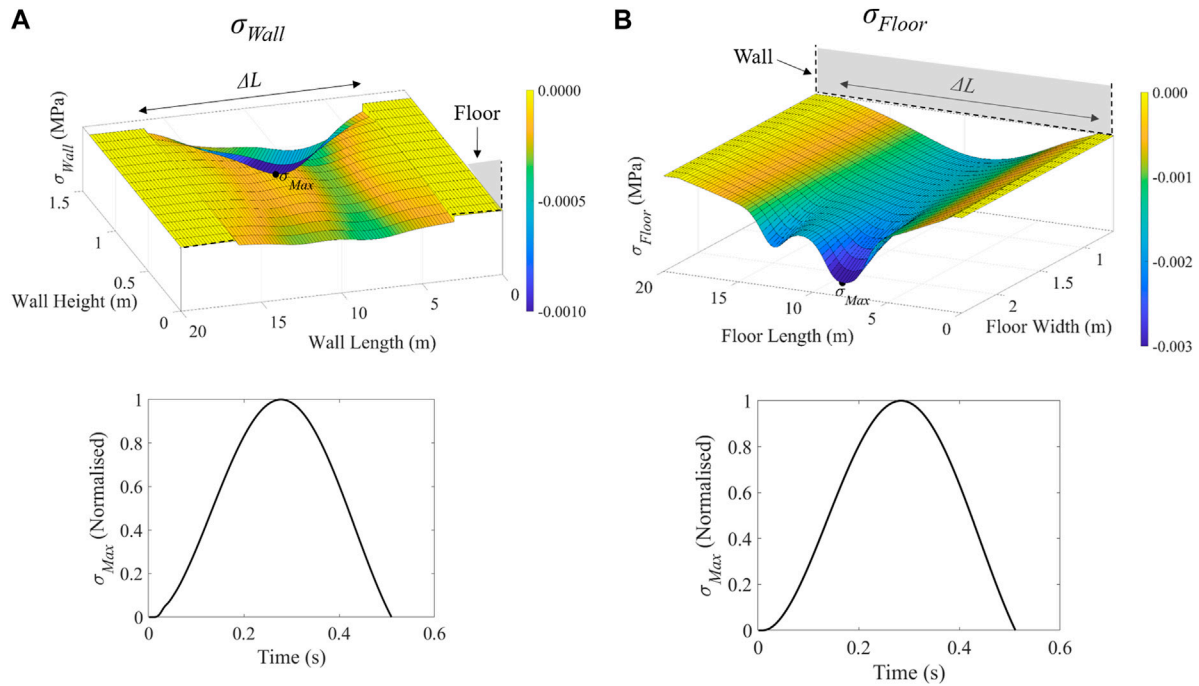 A
σWall
ΔL
Floor
σWall (MPa)
σMax
1.5
1
0.5
0
Wall Height (m)
20
15
10
5
0
Wall Length (m)
0.0000
-0.0005
-0.0010
B
σFloor
Wall
ΔL
σFloor (MPa)
σMax
20
15
10
5
0
Floor Length (m)
1
1.5
2
Floor Width (m)
0.000
-0.001
-0.002
-0.003
σMax (Normalised)
1
0.8
0.6
0.4
0.2
0
0
0.2
0.4
0.6
Time (s)
σMax (Normalised)
1
0.8
0.6
0.4
0.2
0
0
0.2
0.4
0.6
Time (s)